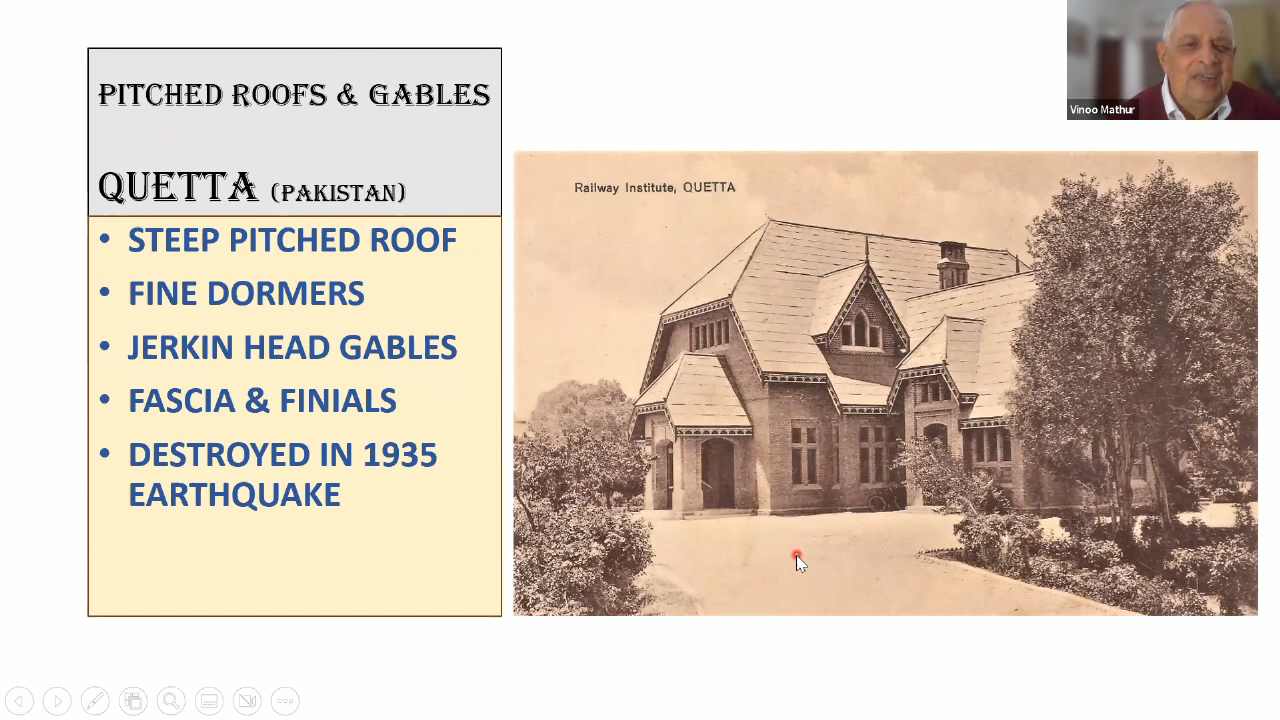 PITCHED ROOFS & GABLES
QUETTA (PAKISTAN)
• STEEP PITCHED ROOF
• FINE DORMERS
• JERKIN HEAD GABLES
• FASCIA & FINIALS
• DESTROYED IN 1935
EARTHQUAKE
Railway Institute, QUETTA
Vinoo Mathur